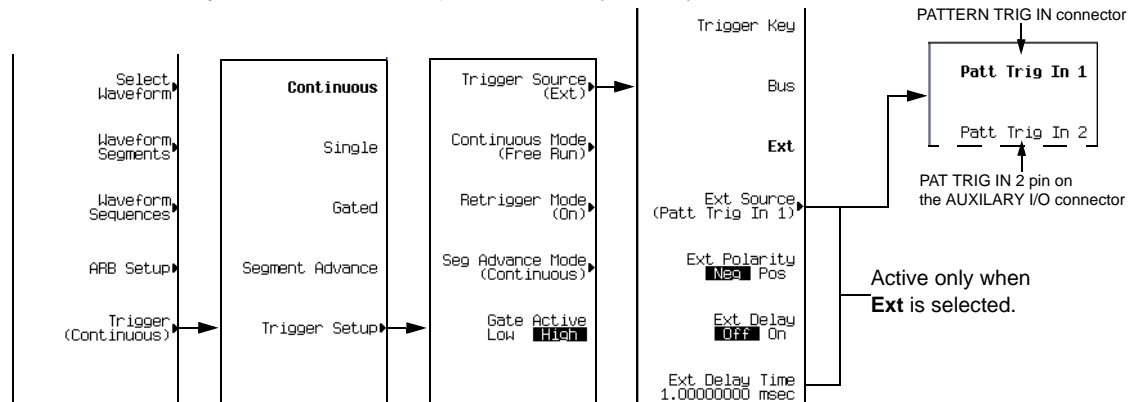 Select
Waveform
Waveform
Segments
Waveform
Sequences
ARB Setup
Trigger
(Continuous)
Continuous
Single
Gated
Segment Advance
Trigger Setup
Trigger Source
(Ext)
Continuous Mode
(Free Run)
Retrigger Mode
(On)
Seg Advance Mode
(Continuous)
Gate Active
Low High
Trigger Key
Bus
Ext
Ext Source
(Patt Trig In 1)
Ext Polarity
Neg Pos
Ext Delay
Off On
Ext Delay Time
1.00000000 msec
PATTERN TRIG IN connector
Patt Trig In 1
Patt Trig In 2
PAT TRIG IN 2 pin on
the AUXILARY I/O connector
Active only when
Ext is selected.